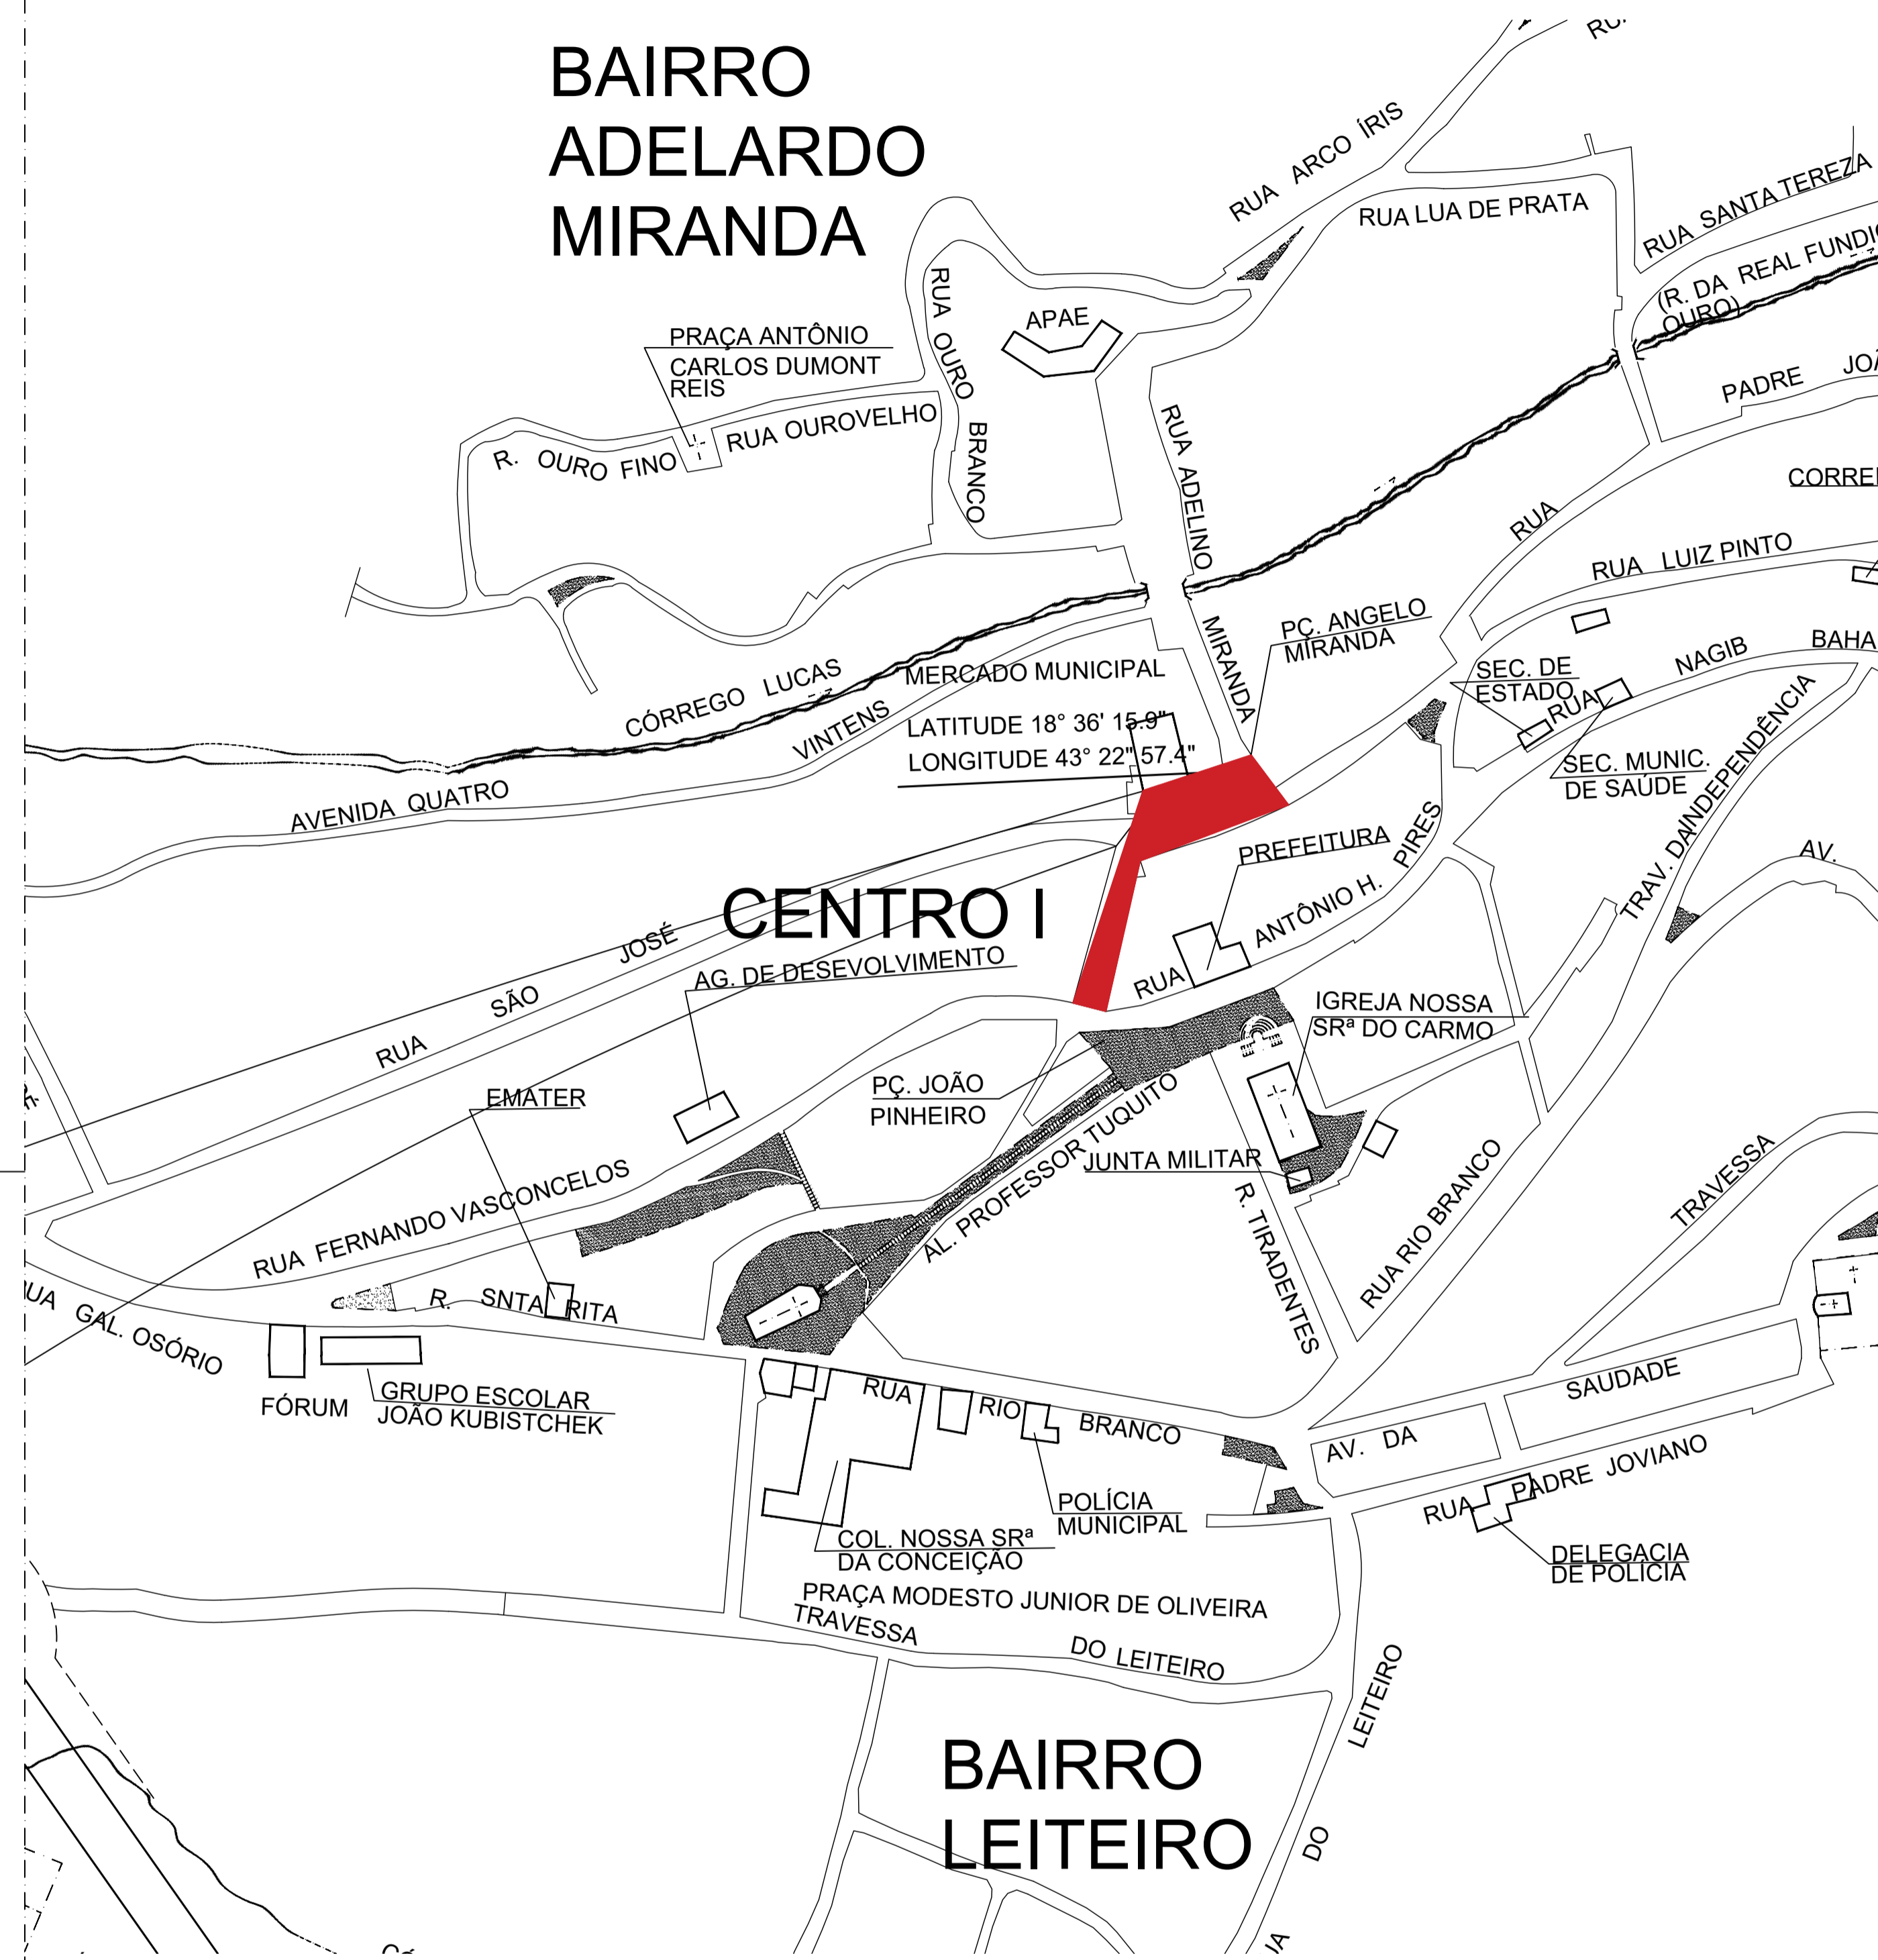 BAIRRO
ADELARDO
MIRANDA
RUA ARCO ÍRIS
RUA LUA DE PRATA
RUA SANTA TEREZA
(R. DA REAL
OURO)
PRAÇA ANTÔNIO
CARLOS DUMONT
REIS
RUA OURO BRANCO
APAE
PADRE
R. OURO FINO
RUA OUROVELHO
RUA ADELINO MIRANDA
RUA
RUA LUIZ PINTO
PÇ. ANGELO
MIRANDA
CÓRREGO LUCAS
MERCADO MUNICIPAL
LATITUDE 18° 36' 15.9"
LONGITUDE 43° 22" 57.4"
SEC. DE
ESTADO
RUA NAGIB BAHA
SEC. MUNIC.
DE SAÚDE
AVENIDA QUATRO VINTENS
TRAV. DA INDEPENDÊNCIA
AV.
PREFEITURA
CENTRO I
RUA ANTÔNIO H. PIRES
RUA SÃO JOSÉ
AG. DE DESEVOLVIMENTO
IGREJA NOSSA
SRª DO CARMO
EMATER
PÇ. JOÃO
PINHEIRO
AL. PROFESSOR TUQUITO
JUNTA MILITAR
RUA FERNANDO VASCONCELOS
R. TIRADENTES
RUA RIO BRANCO
TRAVESSA
R. SNTA RITA
UA GAL. OSÓRIO
FÓRUM
GRUPO ESCOLAR
JOÃO KUBISTCHEK
RUA RIO BRANCO
AV. DA SAUDADE
RUA PADRE JOVIANO
POLÍCIA
MUNICIPAL
COL. NOSSA SRª
DA CONCEIÇÃO
DELEGACIA
DE POLÍCIA
PRAÇA MODESTO JUNIOR DE OLIVEIRA
TRAVESSA DO LEITEIRO
BAIRRO
LEITEIRO
DO LEITEIRO